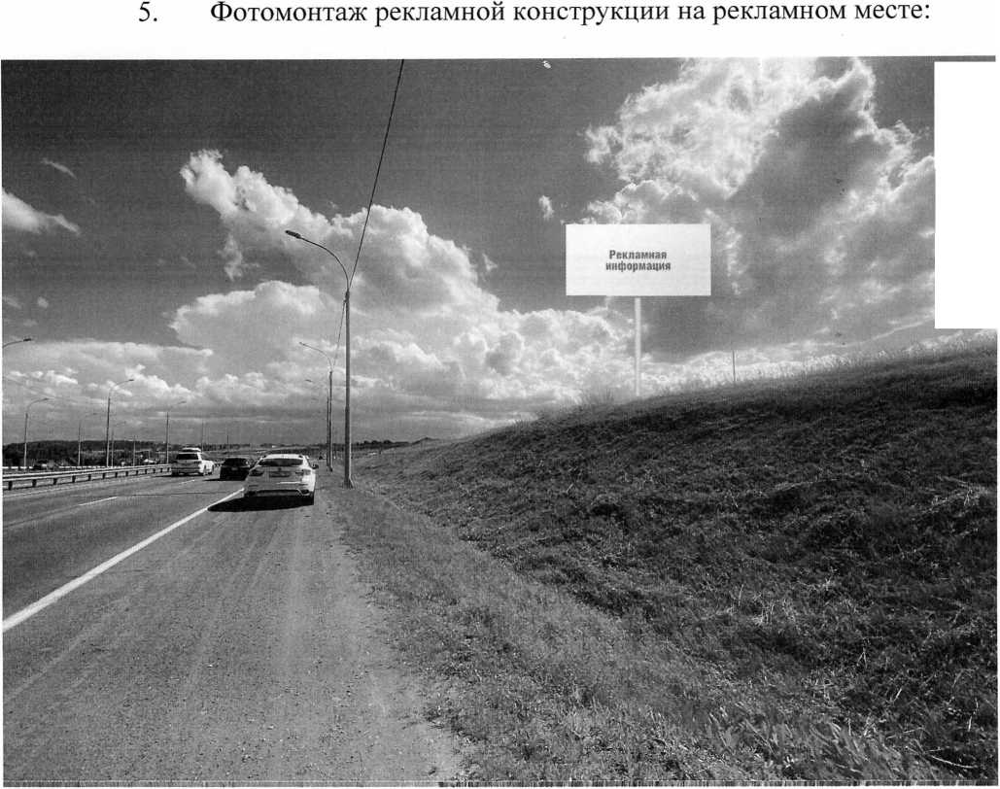 5. Фотомонтаж рекламной конструкции на рекламном месте:
Рекламная
информация